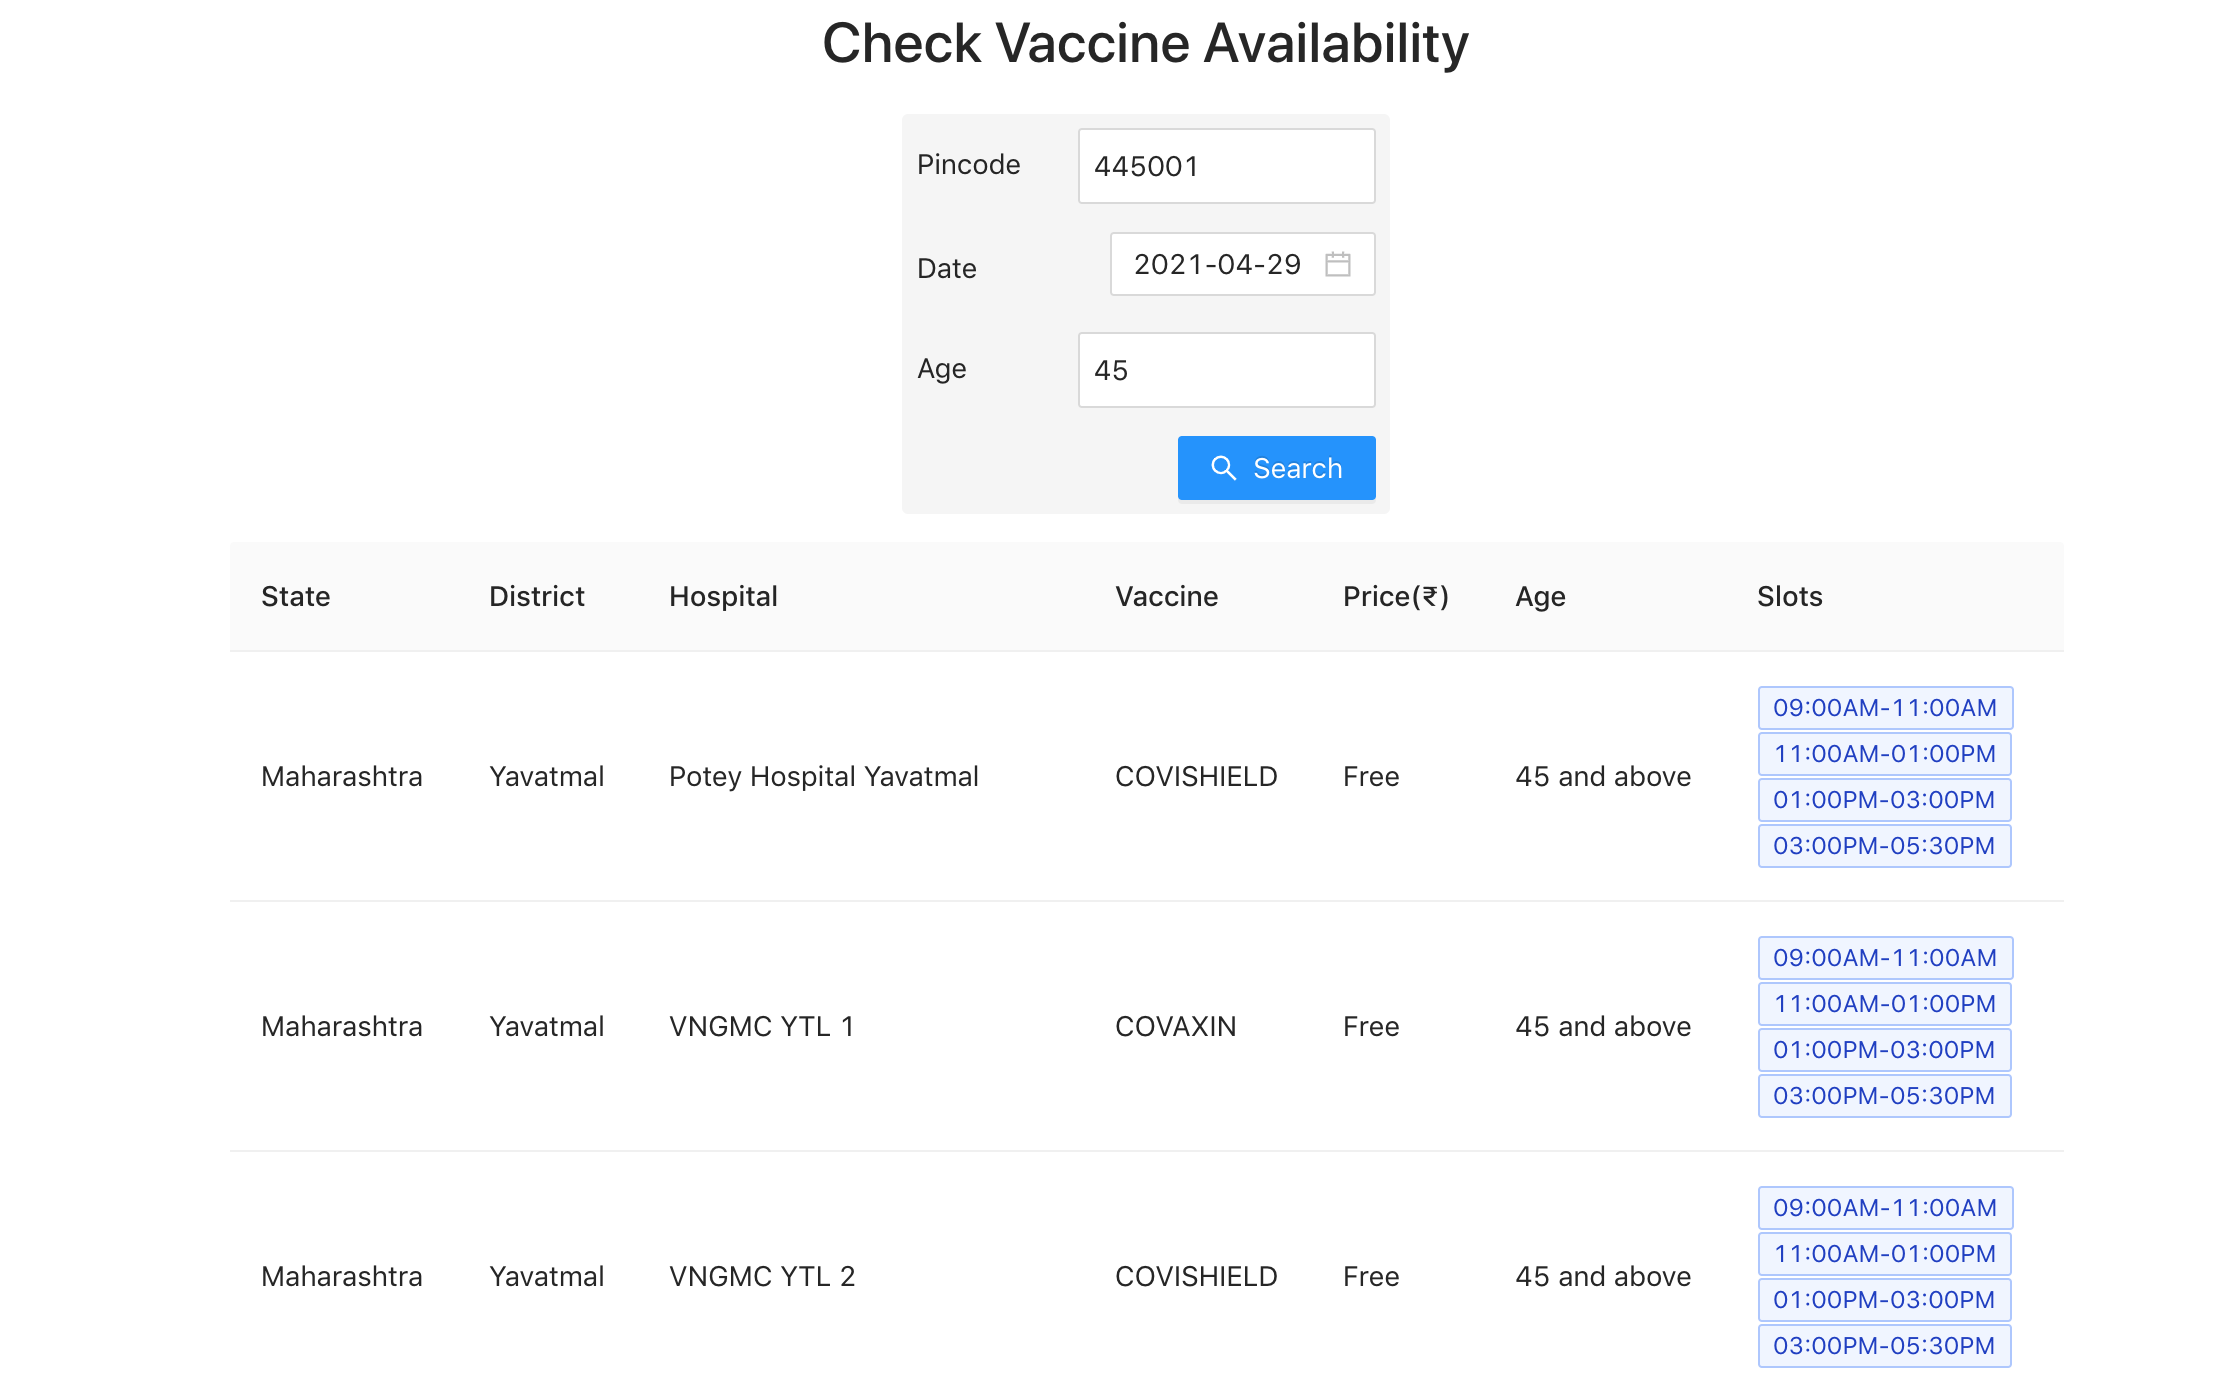 Check Vaccine Availability
Pincode 445001
Date 2021-04-29
Age 45
Search
State District Hospital Vaccine Price(₹) Age Slots
09:00AM-11:00AM
11:00AM-01:00PM
Maharashtra Yavatmal Potey Hospital Yavatmal COVISHIELD Free 45 and above
01:00PM-03:00PM
03:00PM-05:30PM
09:00AM-11:00AM
11:00AM-01:00PM
Maharashtra Yavatmal VNGMC YTL 1 COVAXIN Free 45 and above
01:00PM-03:00PM
03:00PM-05:30PM
09:00AM-11:00AM
11:00AM-01:00PM
Maharashtra Yavatmal VNGMC YTL 2 COVISHIELD Free 45 and above
01:00PM-03:00PM
03:00PM-05:30PM